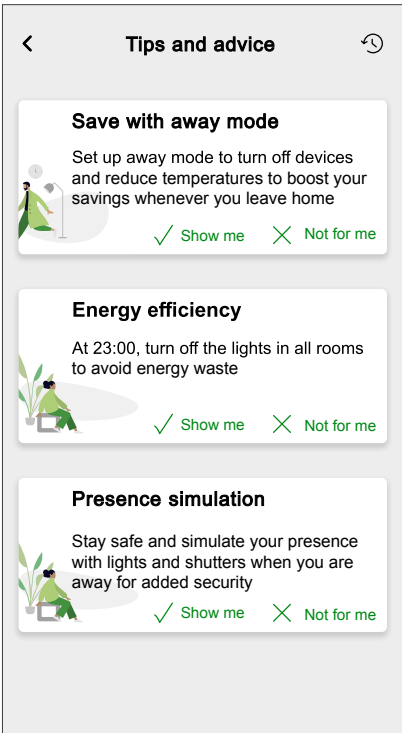 Tips and advice
Save with away mode
Set up away mode to turn off devices
and reduce temperatures to boost your
savings whenever you leave home
Show me Not for me
Energy efficiency
At 23:00, turn off the lights in all rooms
to avoid energy waste
Show me Not for me
Presence simulation
Stay safe and simulate your presence
with lights and shutters when you are
away for added security
Show me Not for me